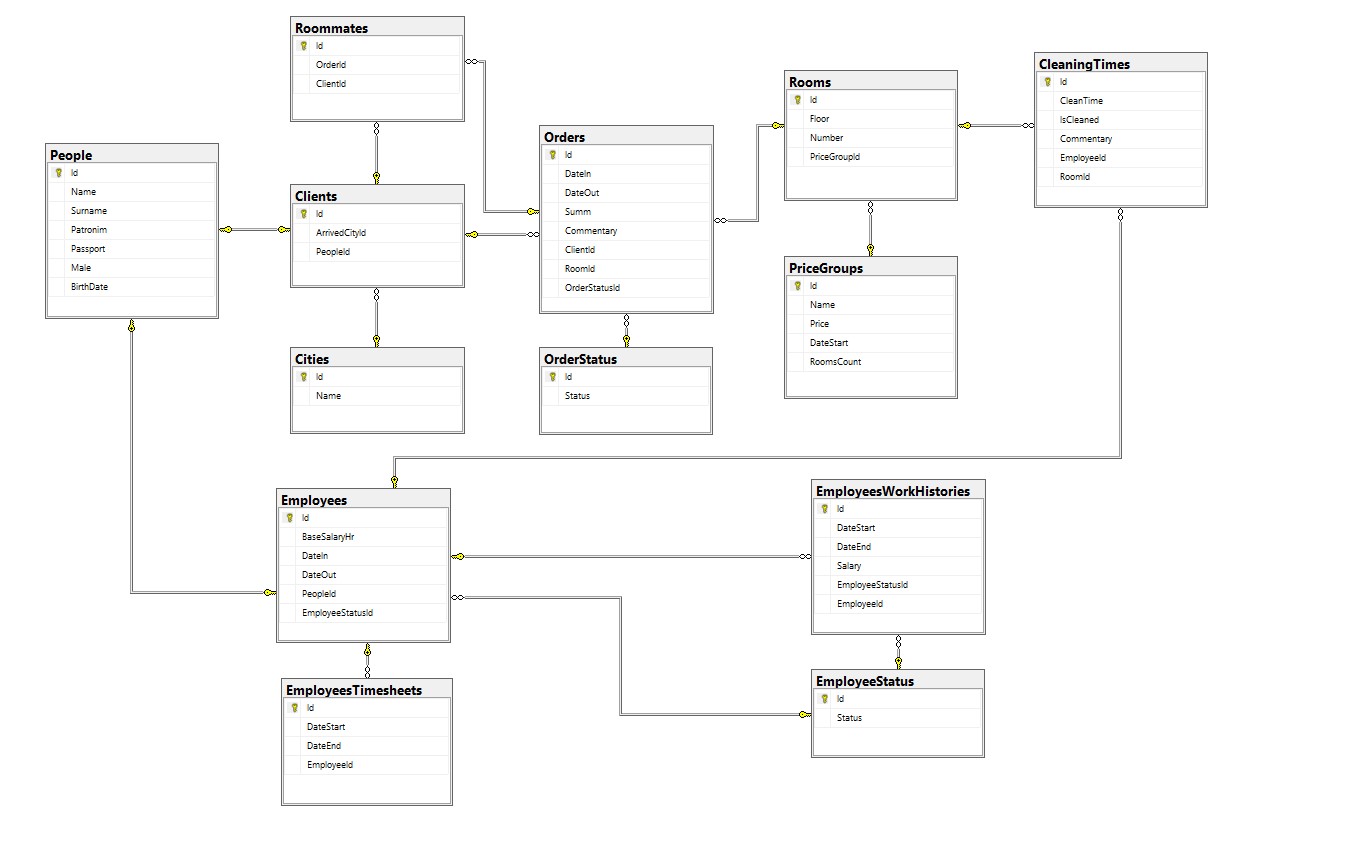 Roommates
Id
OrderId
ClientId
CleaningTimes
Id
CleanTime
IsCleaned
Commentary
EmployeeId
RoomId
Rooms
Id
Floor
Number
PriceGroupId
Orders
Id
DateIn
DateOut
Summ
Commentary
ClientId
RoomId
OrderStatusId
People
Id
Name
Surname
Patronim
Passport
Male
BirthDate
Clients
Id
ArrivedCityId
PeopleId
PriceGroups
Id
Name
Price
DateStart
RoomsCount
Cities
Id
Name
OrderStatus
Id
Status
Employees
Id
BaseSalaryHr
DateIn
DateOut
PeopleId
EmployeeStatusId
EmployeesWorkHistories
Id
DateStart
DateEnd
Salary
EmployeeStatusId
EmployeeId
EmployeeStatus
Id
Status
EmployeesTimesheets
Id
DateStart
DateEnd
EmployeeId